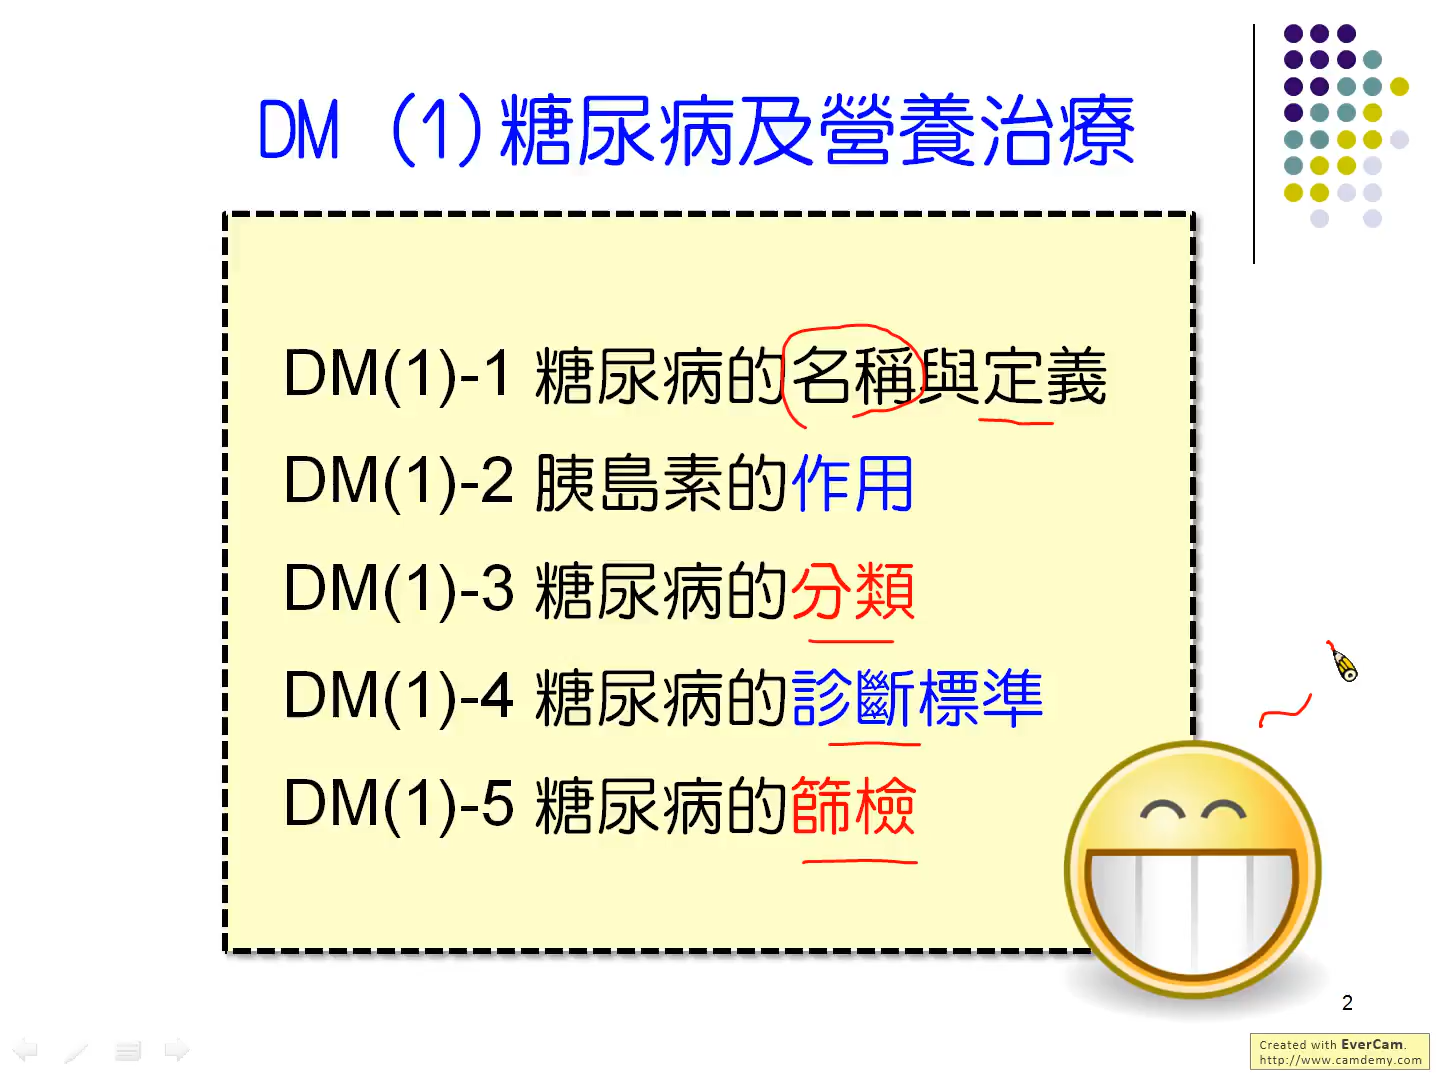 DM (1)糖尿病及營養治療
DM(1)-1 糖尿病的名稱與定義
DM(1)-2 胰島素的作用
DM(1)-3 糖尿病的分類
DM(1)-4 糖尿病的診斷標準
DM(1)-5 糖尿病的篩檢
2
Created with EverCam.
http://www.camdemy.com